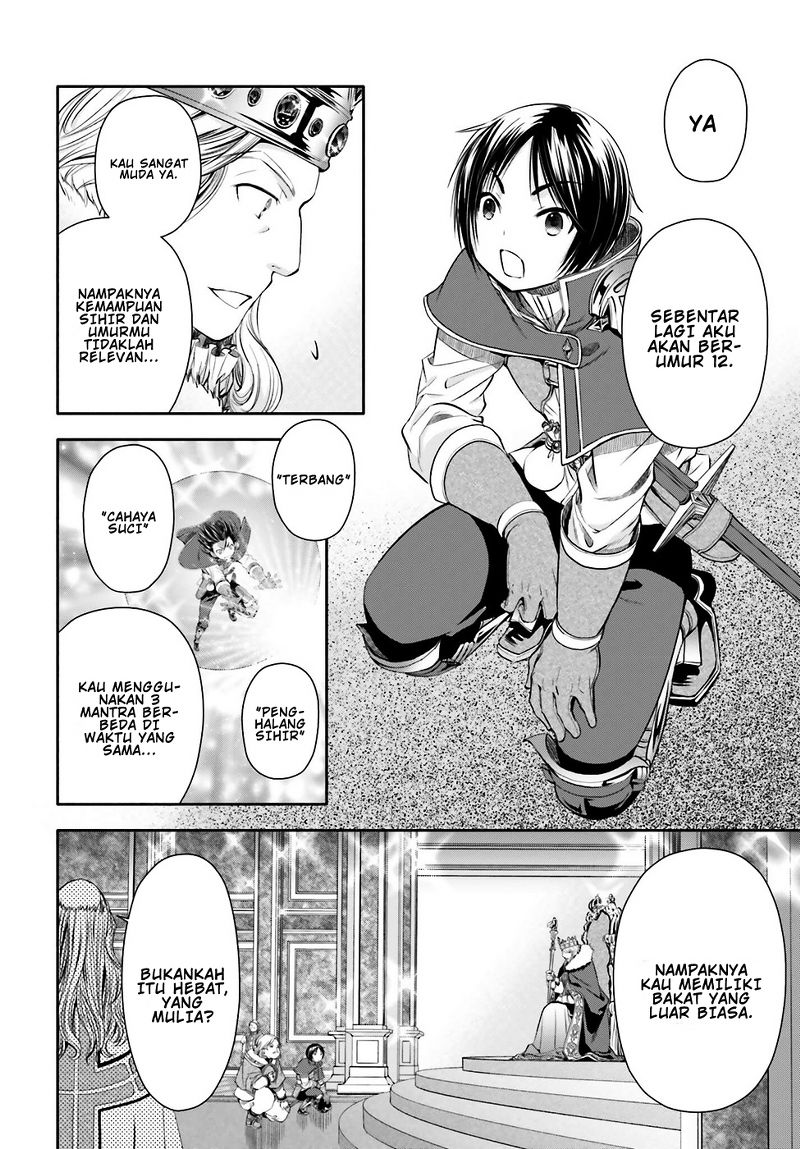 YA
SEBENTAR
LAGI AKU
AKAN BER-
UMUR 12.
KAU SANGAT
MUDA YA.
NAMPAKNYA
KEMAMPUAN
SIHIR DAN
UMURMU
TIDAKLAH
RELEVAN...
"TERBANG"
"CAHAYA
SUCI"
"PENG-
HALANG
SIHIR"
KAU MENGGU-
NAKAN 3
MANTRA BER-
BEDA DI
WAKTU YANG
SAMA...
NAMPAKNYA
KAU MEMILIKI
BAKAT YANG
LUAR BIASA.
BUKANKAH
ITU HEBAT,
YANG
MULIA?